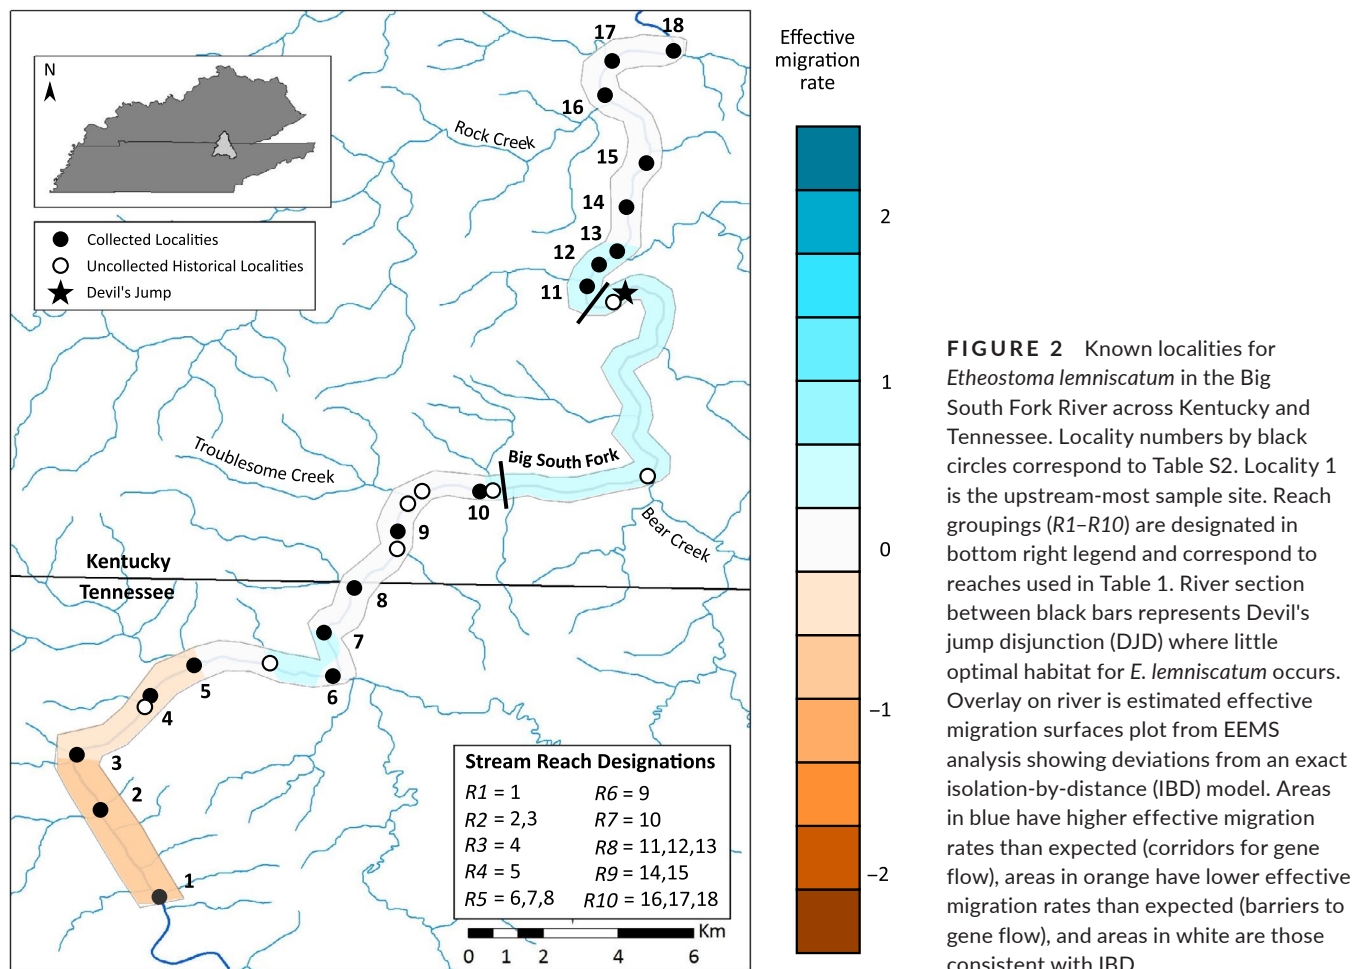 N
Collected Localities
Uncollected Historical Localities
Devil's Jump
17
18
16
Rock Creek
15
14
13
12
11
Troublesome Creek
Big South Fork
10
9
Bear Creek
Kentucky
Tennessee
8
7
6
5
4
3
2
1
Stream Reach Designations
R1 = 1
R2 = 2,3
R3 = 4
R4 = 5
R5 = 6,7,8
R6 = 9
R7 = 10
R8 = 11,12,13
R9 = 14,15
R10 = 16,17,18
Km
0 1 2 4 6
Effective
migration
rate
2
1
0
−1
−2
FIGURE 2 Known localities for
Etheostoma lemniscatum in the Big
South Fork River across Kentucky and
Tennessee. Locality numbers by black
circles correspond to Table S2. Locality 1
is the upstream-most sample site. Reach
groupings (R1–R10) are designated in
bottom right legend and correspond to
reaches used in Table 1. River section
between black bars represents Devil's
jump disjunction (DJD) where little
optimal habitat for E. lemniscatum occurs.
Overlay on river is estimated effective
migration surfaces plot from EEMS
analysis showing deviations from an exact
isolation-by-distance (IBD) model. Areas
in blue have higher effective migration
rates than expected (corridors for gene
flow), areas in orange have lower effective
migration rates than expected (barriers to
gene flow), and areas in white are those
consistent with IBD